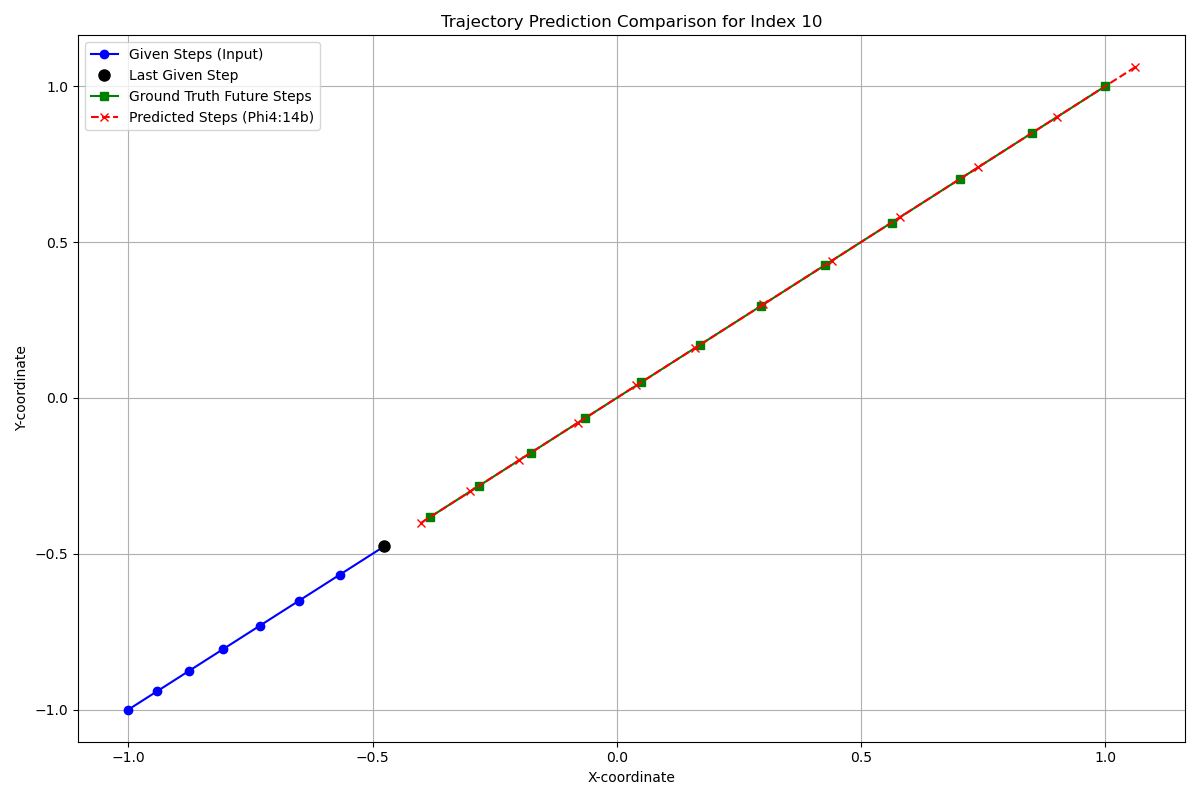 Trajectory Prediction Comparison for Index 10
Given Steps (Input)
Last Given Step
Ground Truth Future Steps
Predicted Steps (Phi4:14b)
1.0
0.5
0.0
−0.5
−1.0
Y-coordinate
−1.0 −0.5 0.0 0.5 1.0
X-coordinate